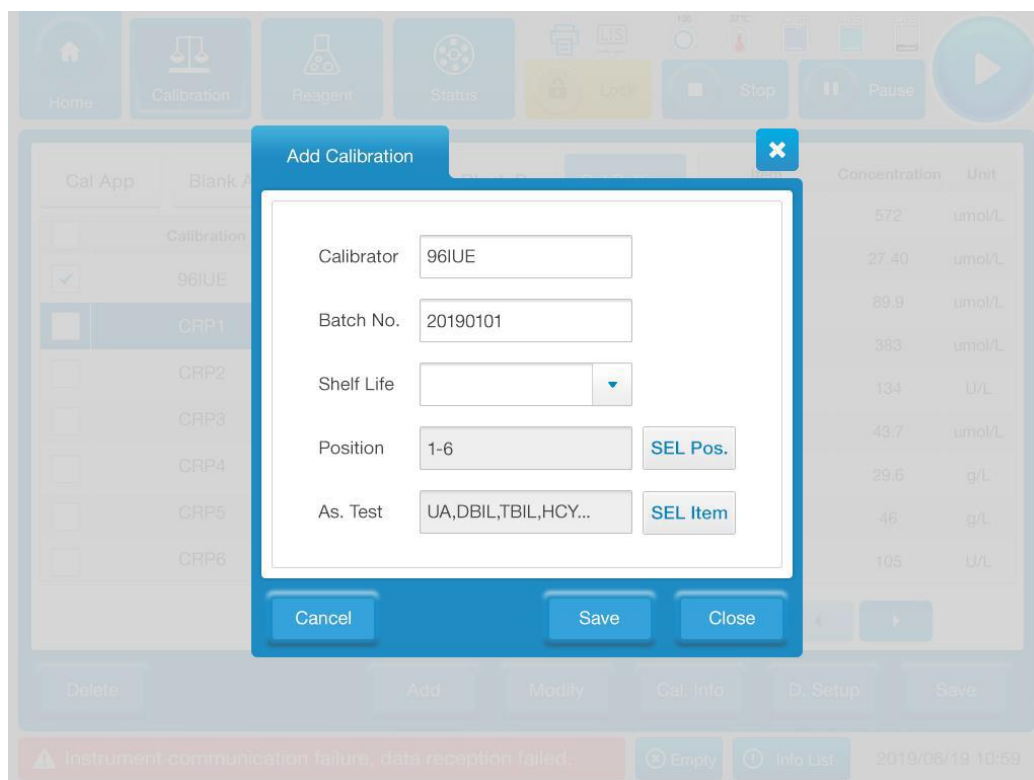 LIS
Home
Calibration
Reagent
Status
Lock
Stop
Pause
Add Calibration
Cal App
Blank A
Item
Concentration
Unit
Calibration
572
umol/L
Calibrator
96IUE
96IUE
27.40
umol/L
Batch No.
20190101
89.9
umol/L
CRP1
383
umol/L
CRP2
Shelf Life
134
U/L
CRP3
43.7
umol/L
Position
1-6
SEL Pos.
CRP4
29.6
g/L
CRP5
As. Test
UA,DBIL,TBIL,HCY...
SEL Item
46
g/L
CRP6
105
U/L
Cancel
Save
Close
Delete
Add
Modify
Cal. Info
D. Setup
Save
Instrument communication failure, data reception failed.
Empty
Info List
2019/06/19 10:59